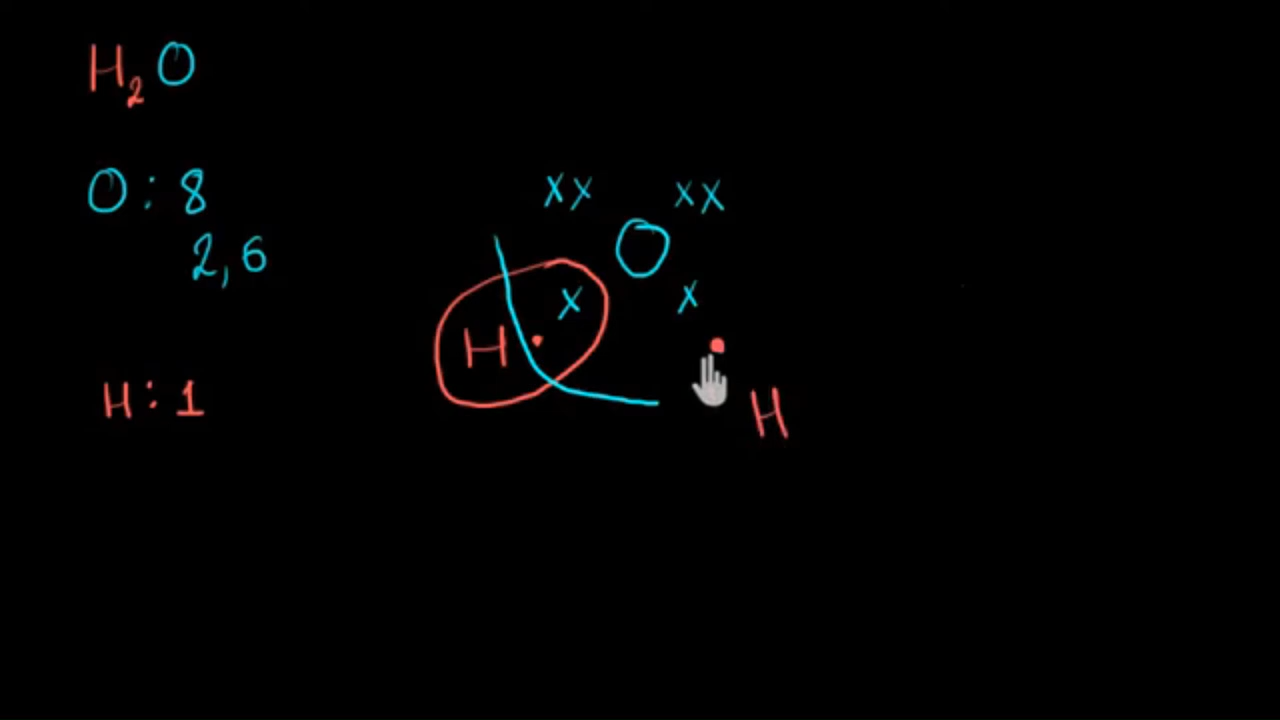 H₂O
O : 8
2, 6
H : 1
xx xx
O
x x
H •
•
H